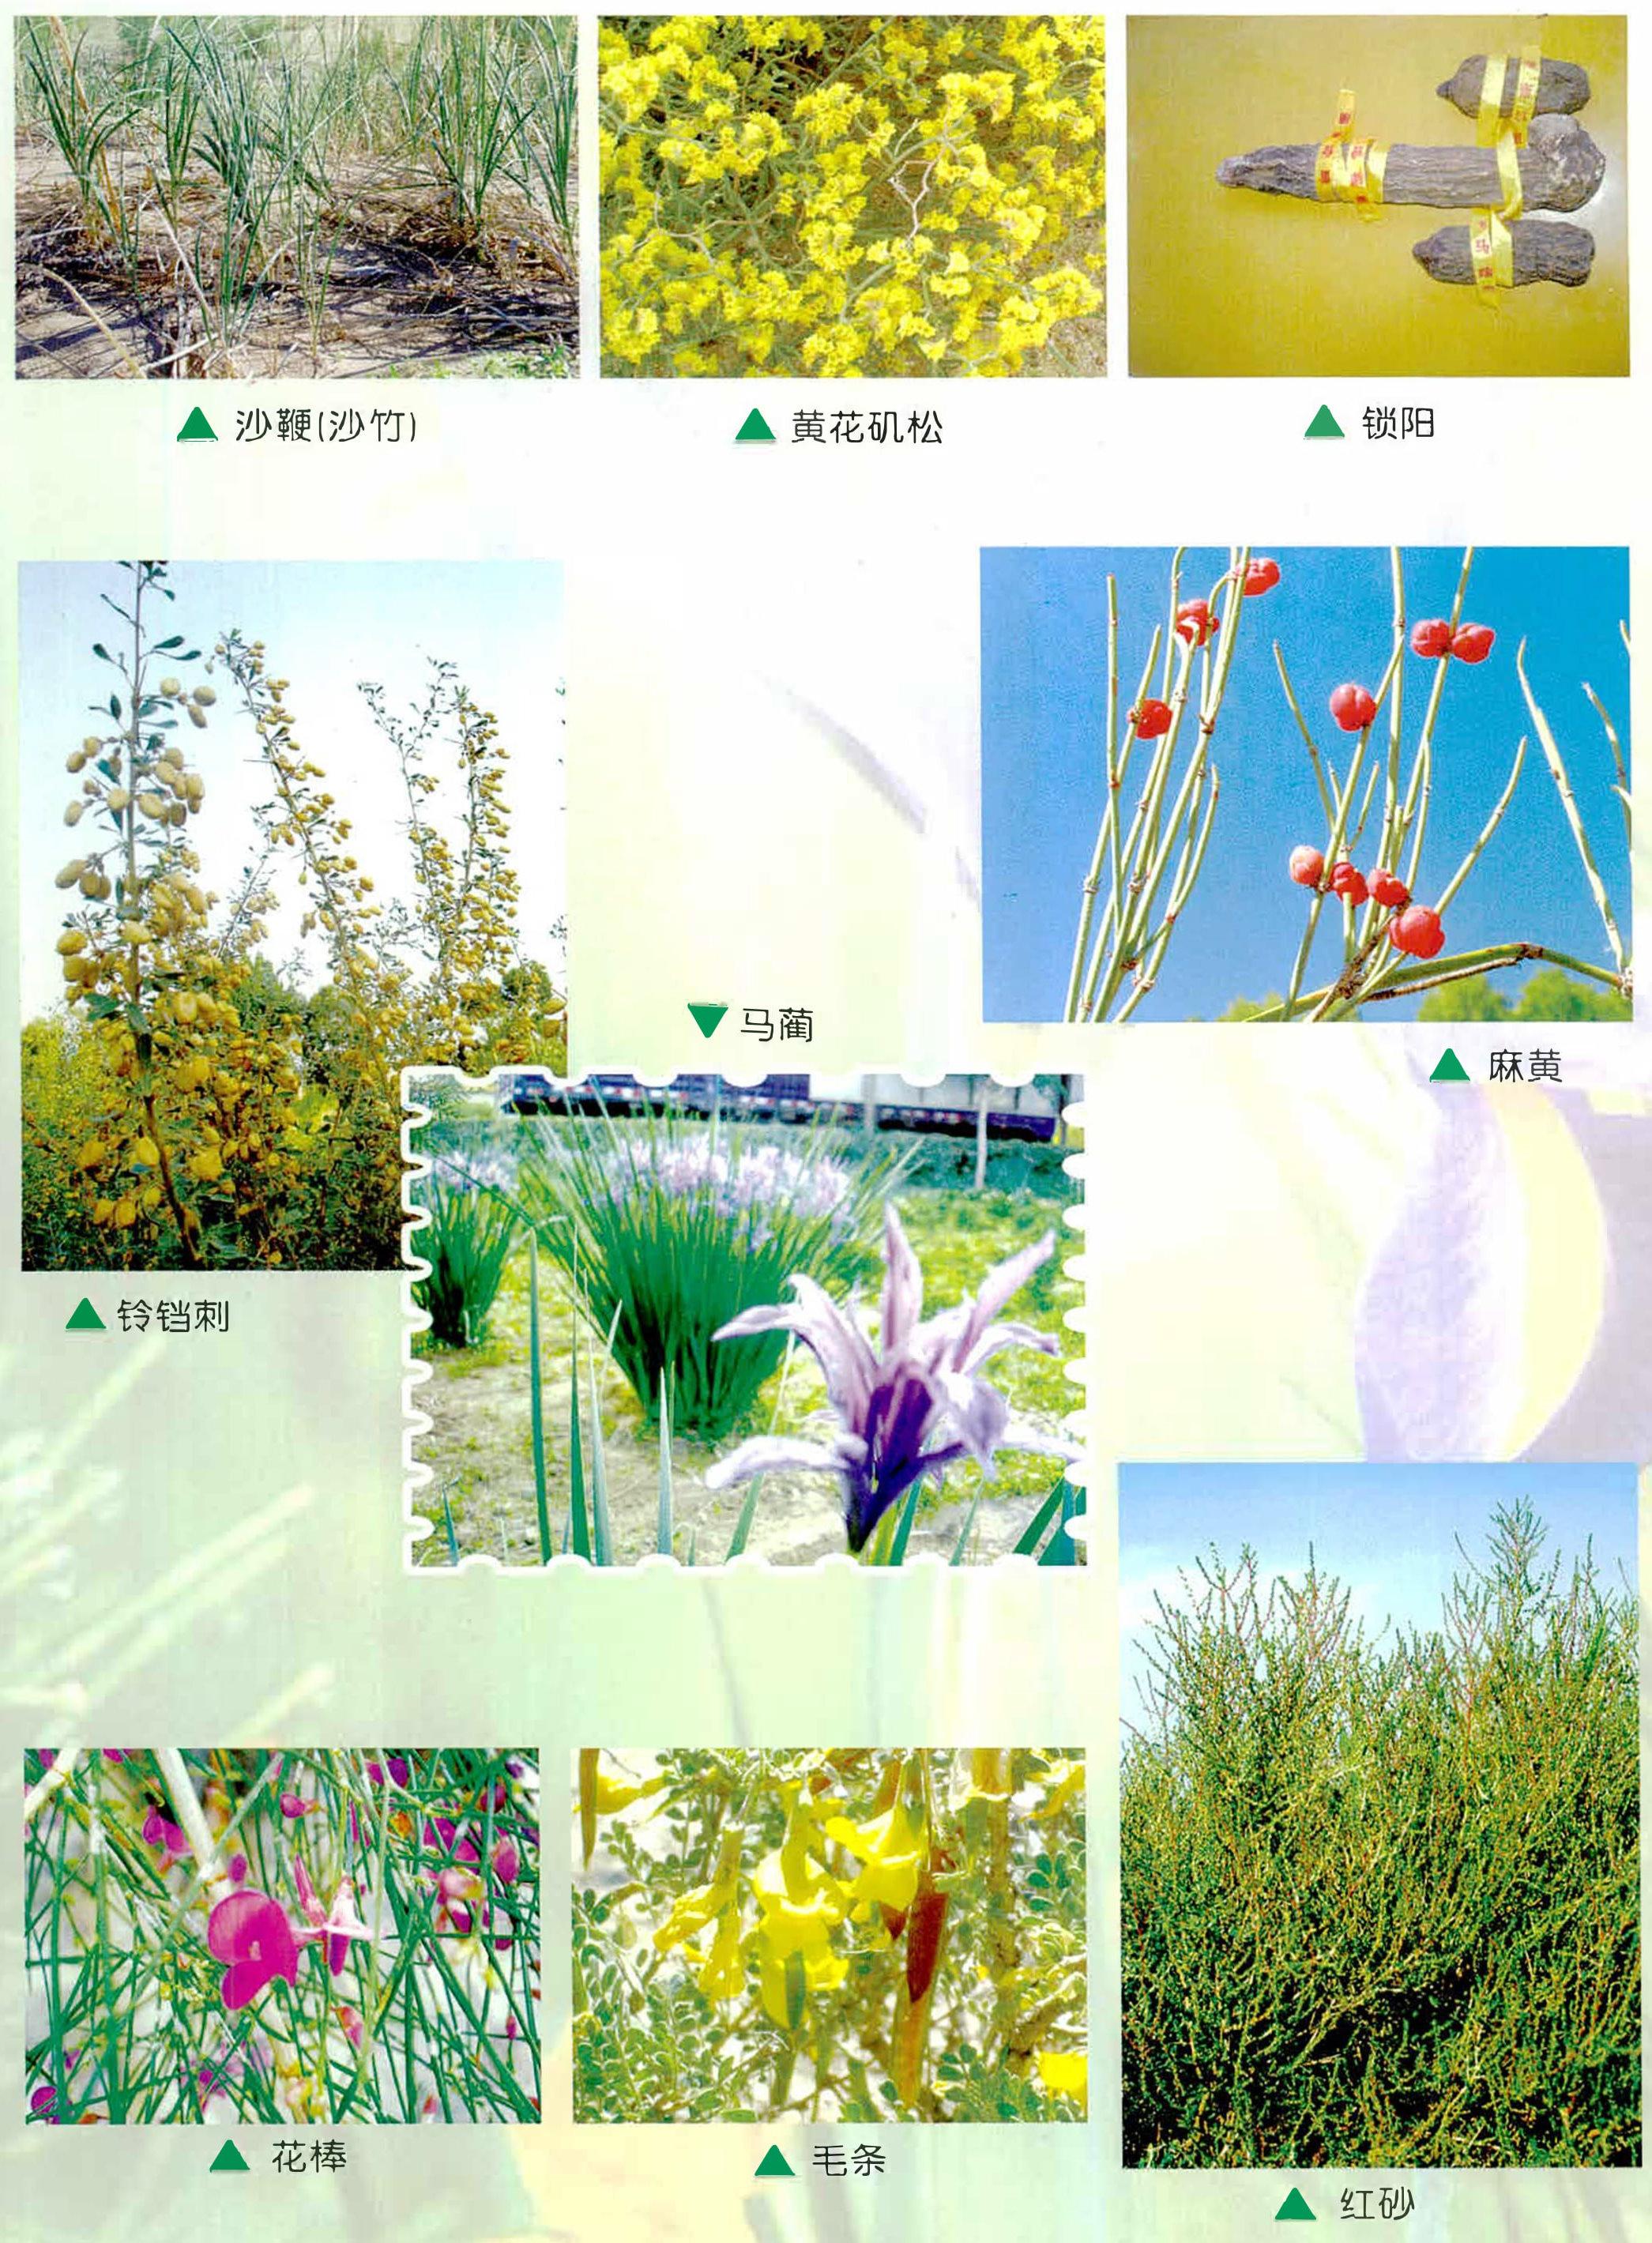 ▲ 沙鞭(沙竹)
▲ 黄花矶松
▲ 锁阳
▼ 马蔺
▲ 麻黄
▲ 铃铛刺
▲ 花棒
▲ 毛条
▲ 红砂